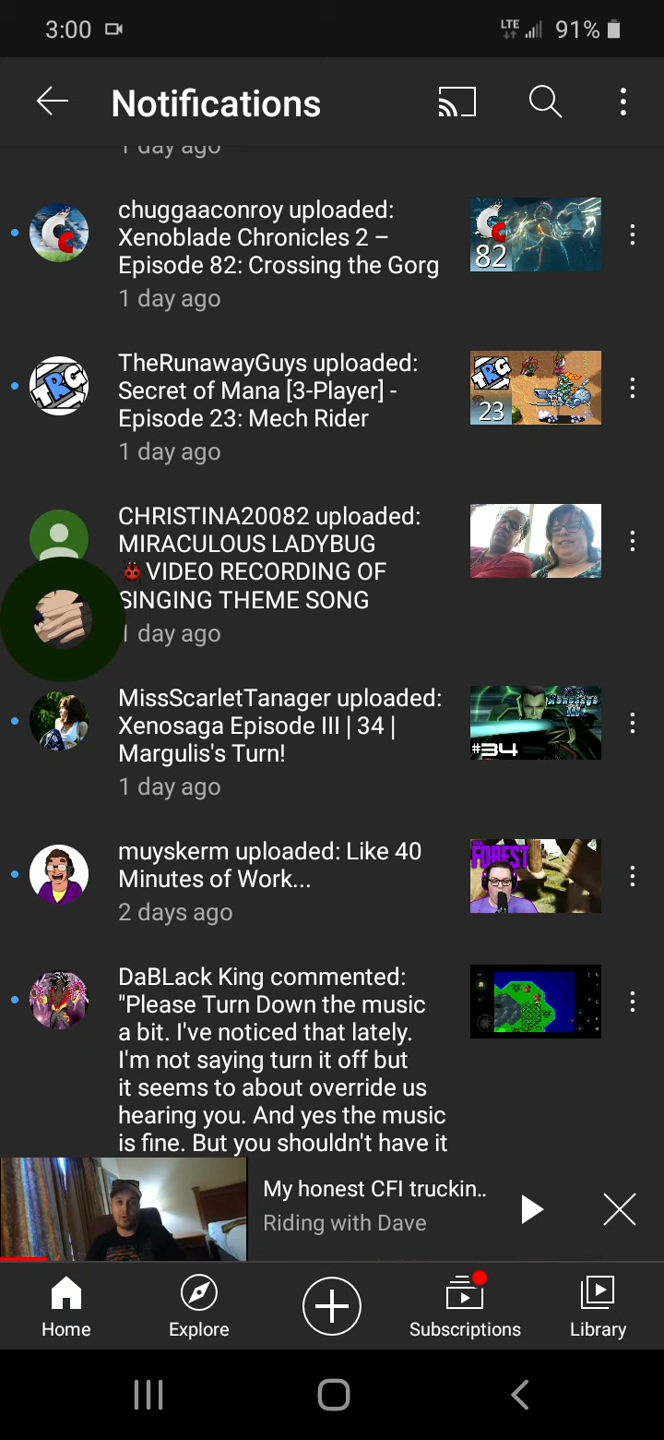 3:00
LTE
91%
Notifications
1 day ago
chuggaaconroy uploaded:
Xenoblade Chronicles 2 –
Episode 82: Crossing the Gorg
1 day ago
82
TheRunawayGuys uploaded:
Secret of Mana [3-Player] -
Episode 23: Mech Rider
1 day ago
TRG
TRG
23
CHRISTINA20082 uploaded:
MIRACULOUS LADYBUG
🐞VIDEO RECORDING OF
SINGING THEME SONG
1 day ago
MissScarletTanager uploaded:
Xenosaga Episode III | 34 |
Margulis's Turn!
1 day ago
#34
muyskerm uploaded: Like 40
Minutes of Work...
2 days ago
FOREST
DaBLack King commented:
"Please Turn Down the music
a bit. I've noticed that lately.
I'm not saying turn it off but
it seems to about override us
hearing you. And yes the music
is fine. But you shouldn't have it
My honest CFI truckin..
Riding with Dave
Home
Explore
Subscriptions
Library